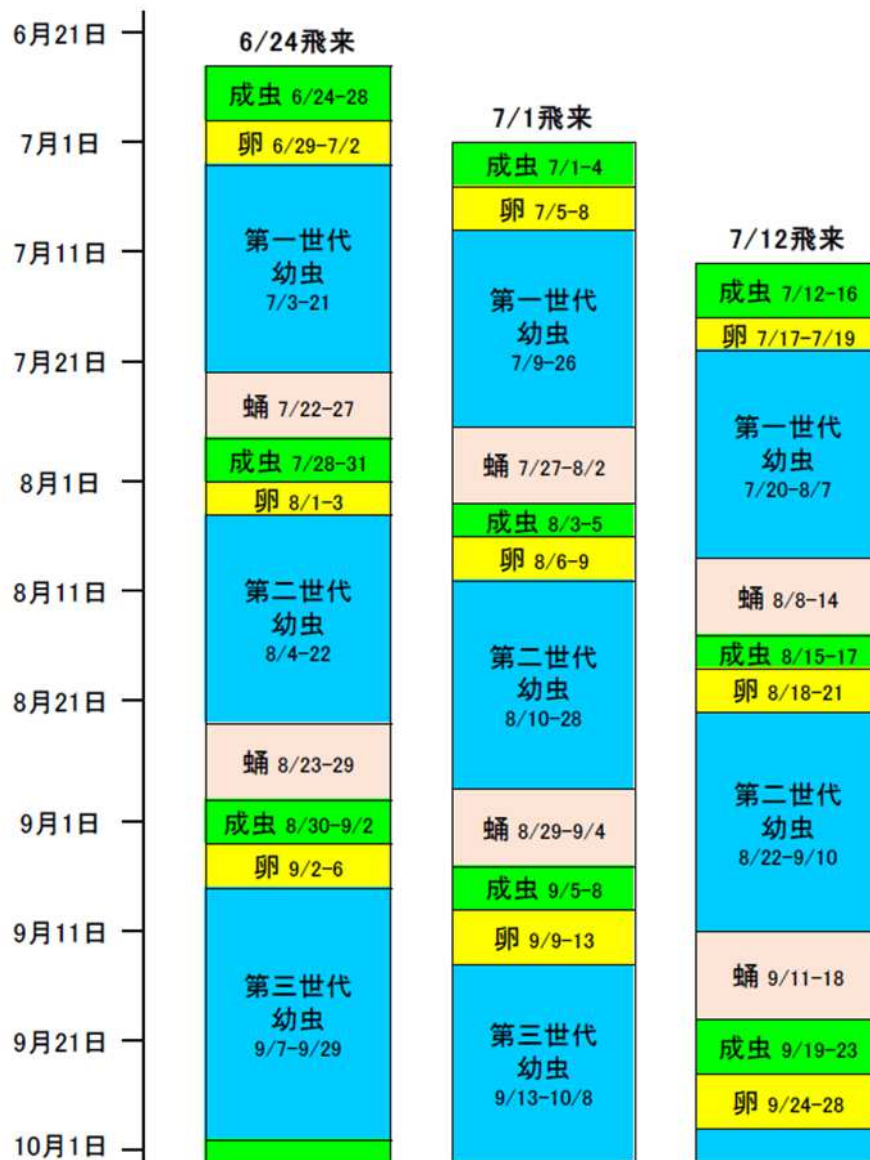 6月21日
7月1日
7月11日
7月21日
8月1日
8月11日
8月21日
9月1日
9月11日
9月21日
10月1日
6/24飛来
成虫 6/24-28
卵 6/29-7/2
第一世代
幼虫
7/3-21
蛹 7/22-27
成虫 7/28-31
卵 8/1-3
第二世代
幼虫
8/4-22
蛹 8/23-29
成虫 8/30-9/2
卵 9/2-6
第三世代
幼虫
9/7-9/29
7/1飛来
成虫 7/1-4
卵 7/5-8
第一世代
幼虫
7/9-26
蛹 7/27-8/2
成虫 8/3-5
卵 8/6-9
第二世代
幼虫
8/10-28
蛹 8/29-9/4
成虫 9/5-8
卵 9/9-13
第三世代
幼虫
9/13-10/8
7/12飛来
成虫 7/12-16
卵 7/17-7/19
第一世代
幼虫
7/20-8/7
蛹 8/8-14
成虫 8/15-17
卵 8/18-21
第二世代
幼虫
8/22-9/10
蛹 9/11-18
成虫 9/19-23
卵 9/24-28